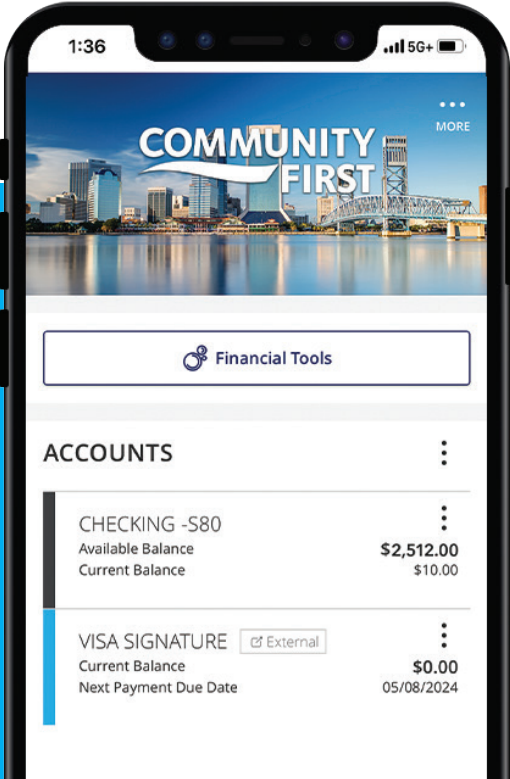 1:36 5G+
MORE
COMMUNITY
FIRST
Financial Tools
ACCOUNTS
CHECKING -S80
Available Balance $2,512.00
Current Balance $10.00
VISA SIGNATURE External
Current Balance $0.00
Next Payment Due Date 05/08/2024